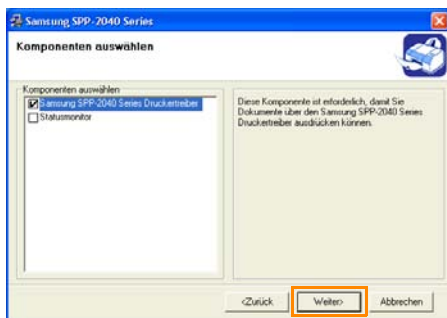 Samsung SPP-2040 Series
Komponenten auswählen
Komponenten auswählen
Samsung SPP-2040 Series Druckertreiber
Statusmonitor
Diese Komponente ist erforderlich, damit Sie
Dokumente über den Samsung SPP-2040 Series
Druckertreiber ausdrücken können.
<Zurück
Weiter>
Abbrechen